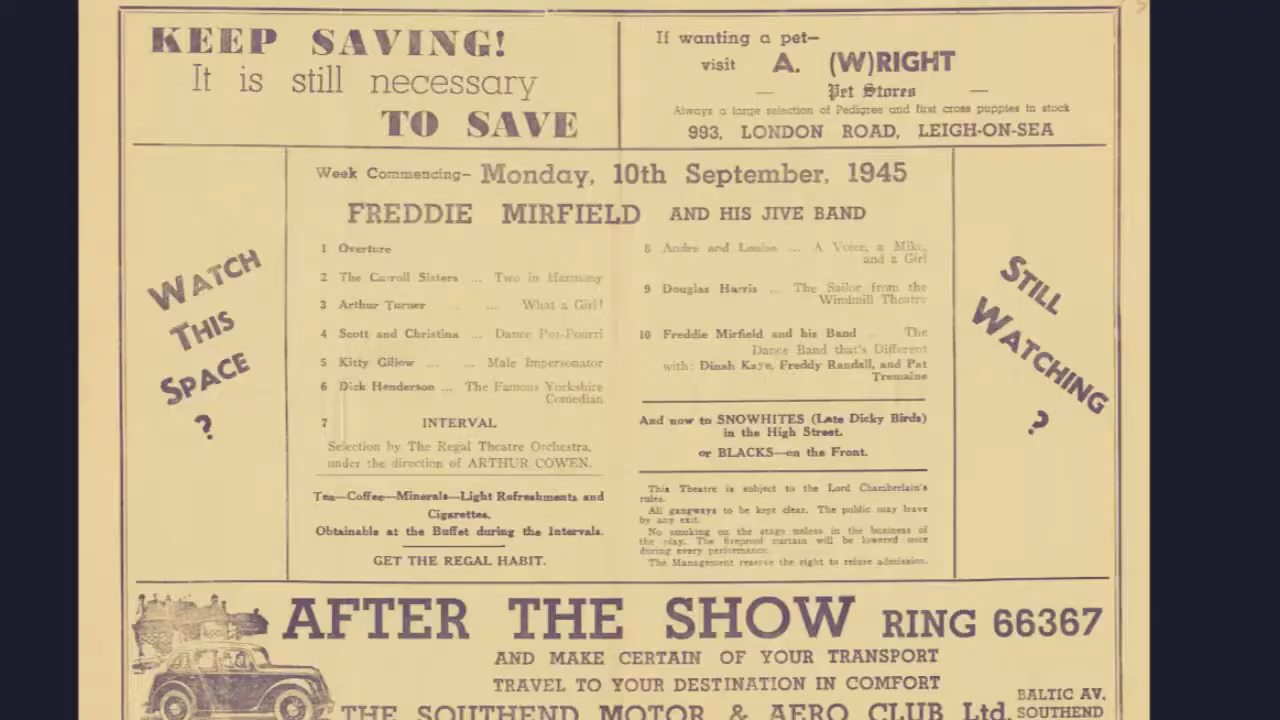 KEEP SAVING!
It is still necessary
TO SAVE
If wanting a pet—
visit A. (W)RIGHT
— Pet Stores —
Always a large selection of Pedigree and first cross puppies in stock
993, LONDON ROAD, LEIGH-ON-SEA
WATCH
THIS
SPACE
?
Week Commencing— Monday, 10th September, 1945
FREDDIE MIRFIELD AND HIS JIVE BAND
1 Overture
2 The Carroll Sisters ... Two in Harmony
3 Arthur Turner ... What a Girl!
4 Scott and Christina ... Dance Pot-Pourri
5 Kitty Gillow ... ... Male Impersonator
6 Dick Henderson ... The Famous Yorkshire
Comedian
7 INTERVAL
Selection by The Regal Theatre Orchestra,
under the direction of ARTHUR COWEN.
Tea—Coffee—Minerals—Light Refreshments and
Cigarettes.
Obtainable at the Buffet during the Intervals.
GET THE REGAL HABIT.
8 Andre and Louise ... A Voice, a Mike,
and a Girl
9 Douglas Harris ... The Sailor from the
Windmill Theatre
10 Freddie Mirfield and his Band ... The
Dance Band that's Different
with: Dinah Kaye, Freddy Randall, and Pat
Tremaine
And now to SNOWHITES (Late Dicky Birds)
in the High Street.
or BLACKS—on the Front.
This Theatre is subject to the Lord Chamberlain's
rules.
All gangways to be kept clear. The public may leave
by any exit.
No smoking on the stage unless in the business of
the play. The fireproof curtain will be lowered once
during every performance.
The Management reserve the right to refuse admission.
STILL
WATCHING
?
AFTER THE SHOW RING 66367
AND MAKE CERTAIN OF YOUR TRANSPORT
TRAVEL TO YOUR DESTINATION IN COMFORT
THE SOUTHEND MOTOR & AERO CLUB Ltd.
BALTIC AV.
SOUTHEND